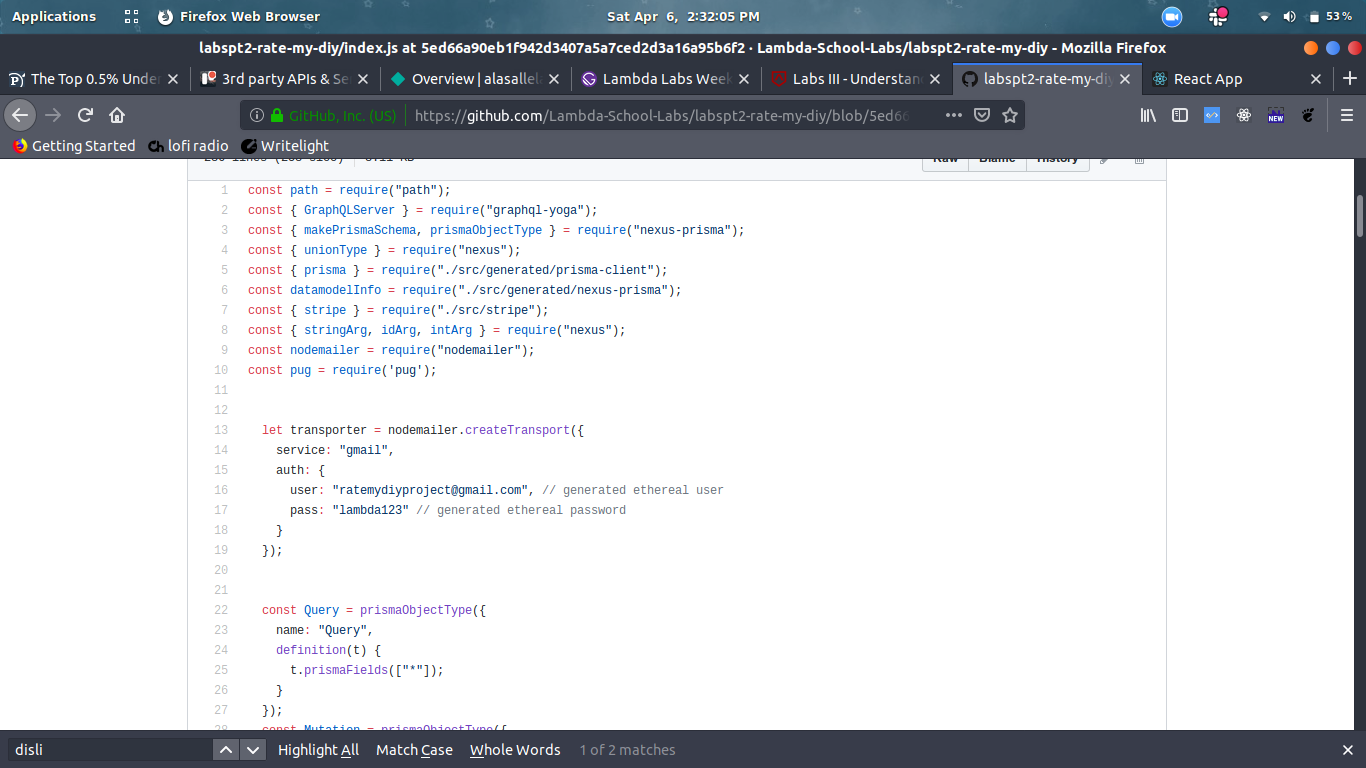 Applications Firefox Web Browser Sat Apr 6, 2:32:05 PM 53 %
labspt2-rate-my-diy/index.js at 5ed66a90eb1f942d3407a5a7ced2d3a16a95b6f2 · Lambda-School-Labs/labspt2-rate-my-diy - Mozilla Firefox
The Top 0.5% Unde 3rd party APIs & Se Overview | alasallela Lambda Labs Week Labs III - Understan labspt2-rate-my-diy React App
GitHub, Inc. (US) https://github.com/Lambda-School-Labs/labspt2-rate-my-diy/blob/5ed6 NEW
Getting Started lofi radio Writelight
Raw Blame History
1 const path = require("path");
2 const { GraphQLServer } = require("graphql-yoga");
3 const { makePrismaSchema, prismaObjectType } = require("nexus-prisma");
4 const { unionType } = require("nexus");
5 const { prisma } = require("./src/generated/prisma-client");
6 const datamodelInfo = require("./src/generated/nexus-prisma");
7 const { stripe } = require("./src/stripe");
8 const { stringArg, idArg, intArg } = require("nexus");
9 const nodemailer = require("nodemailer");
10 const pug = require('pug');
11
12
13 let transporter = nodemailer.createTransport({
14 service: "gmail",
15 auth: {
16 user: "ratemydiyproject@gmail.com", // generated ethereal user
17 pass: "lambda123" // generated ethereal password
18 }
19 });
20
21
22 const Query = prismaObjectType({
23 name: "Query",
24 definition(t) {
25 t.prismaFields(["*"]);
26 }
27 });
28 const Mutation = prismaObjectType({
disli Highlight All Match Case Whole Words 1 of 2 matches